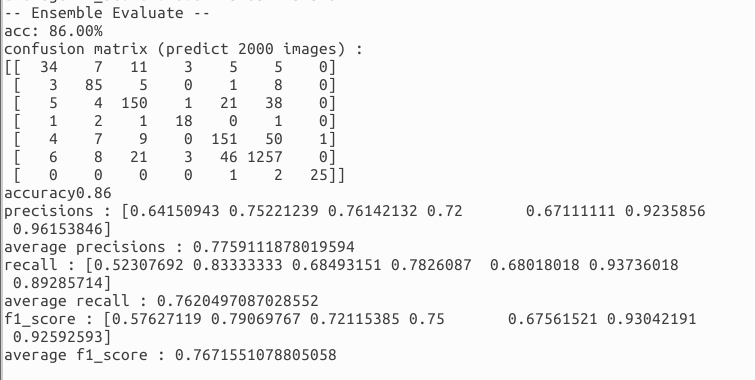 -- Ensemble Evaluate --
acc: 86.00%
confusion matrix (predict 2000 images) :
[[  34    7   11    3    5    5    0]
 [   3   85    5    0    1    8    0]
 [   5    4  150    1   21   38    0]
 [   1    2    1   18    0    1    0]
 [   4    7    9    0  151   50    1]
 [   6    8   21    3   46 1257    0]
 [   0    0    0    0    1    2   25]]
accuracy0.86
precisions : [0.64150943 0.75221239 0.76142132 0.72       0.67111111 0.9235856
 0.96153846]
average precisions : 0.7759111878019594
recall : [0.52307692 0.83333333 0.68493151 0.7826087  0.68018018 0.93736018
 0.89285714]
average recall : 0.7620497087028552
f1_score : [0.57627119 0.79069767 0.72115385 0.75       0.67561521 0.93042191
 0.92592593]
average f1_score : 0.7671551078805058